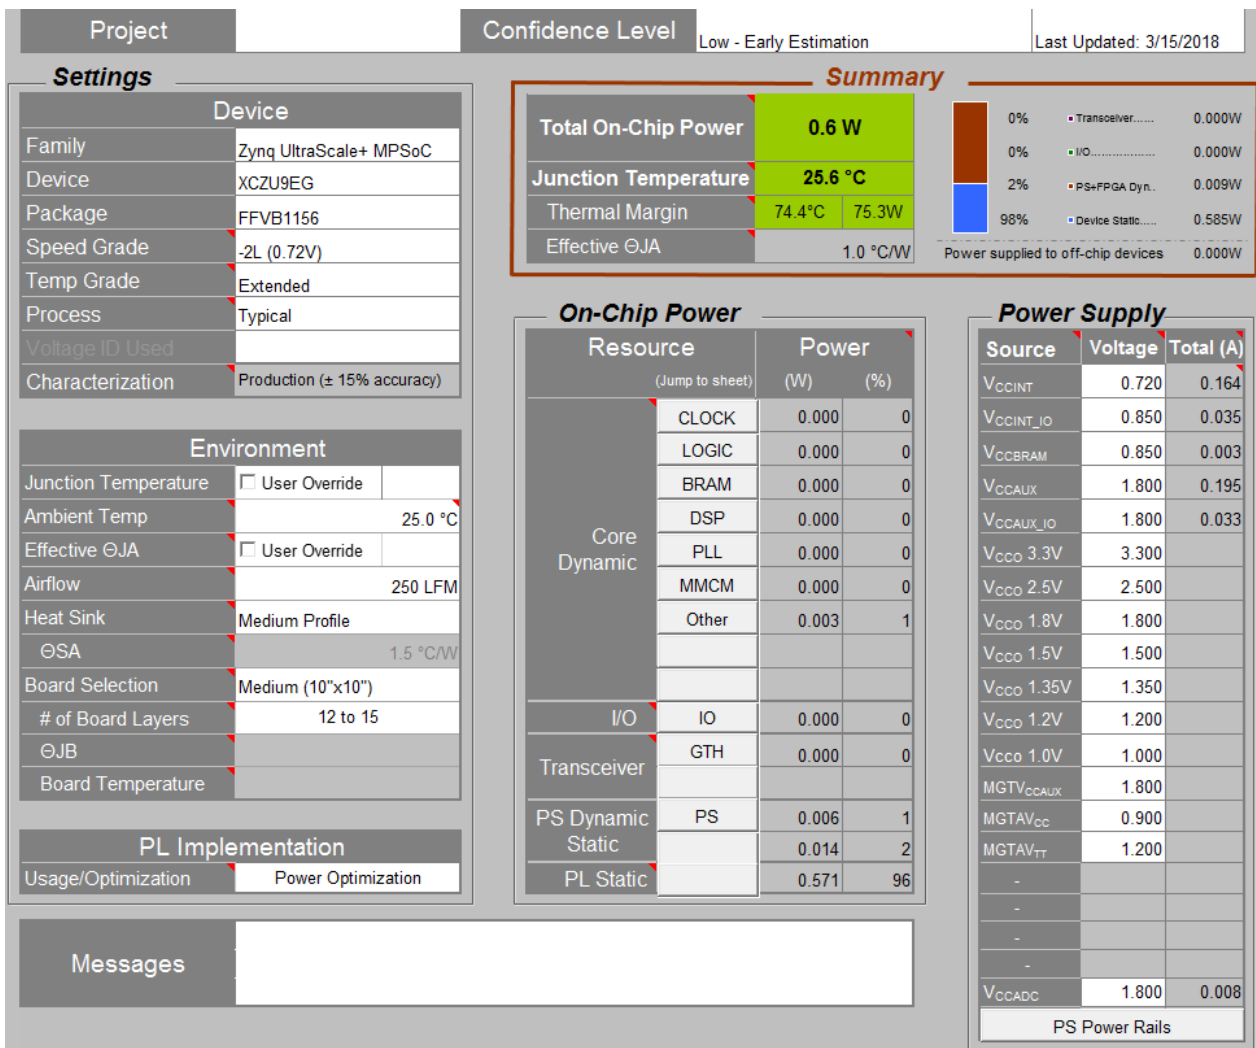 Project
Confidence Level
Low - Early Estimation
Last Updated: 3/15/2018
Settings
Device
Family Zynq UltraScale+ MPSoC
Device XCZU9EG
Package FFVB1156
Speed Grade -2L (0.72V)
Temp Grade Extended
Process Typical
Voltage ID Used
Characterization Production (± 15% accuracy)
Environment
Junction Temperature User Override
Ambient Temp 25.0 °C
Effective ΘJA User Override
Airflow 250 LFM
Heat Sink Medium Profile
ΘSA 1.5 °C/W
Board Selection Medium (10"x10")
# of Board Layers 12 to 15
ΘJB
Board Temperature
PL Implementation
Usage/Optimization Power Optimization
Messages
Summary
Total On-Chip Power 0.6 W
Junction Temperature 25.6 °C
Thermal Margin 74.4°C 75.3W
Effective ΘJA 1.0 °C/W
0% Transceiver...... 0.000W
0% I/O.................. 0.000W
2% PS+FPGA Dyn.. 0.009W
98% Device Static..... 0.585W
Power supplied to off-chip devices 0.000W
On-Chip Power
Resource Power
(Jump to sheet) (W) (%)
Core
Dynamic
CLOCK 0.000 0
LOGIC 0.000 0
BRAM 0.000 0
DSP 0.000 0
PLL 0.000 0
MMCM 0.000 0
Other 0.003 1
I/O IO 0.000 0
Transceiver GTH 0.000 0
PS Dynamic PS 0.006 1
Static 0.014 2
PL Static 0.571 96
Power Supply
Source Voltage Total (A)
VCCINT 0.720 0.164
VCCINT_IO 0.850 0.035
VCCBRAM 0.850 0.003
VCCAUX 1.800 0.195
VCCAUX_IO 1.800 0.033
VCCO 3.3V 3.300
VCCO 2.5V 2.500
VCCO 1.8V 1.800
VCCO 1.5V 1.500
VCCO 1.35V 1.350
VCCO 1.2V 1.200
Vcco 1.0V 1.000
MGTVCCAUX 1.800
MGTAVCC 0.900
MGTAVTT 1.200
-
-
-
-
VCCADC 1.800 0.008
PS Power Rails